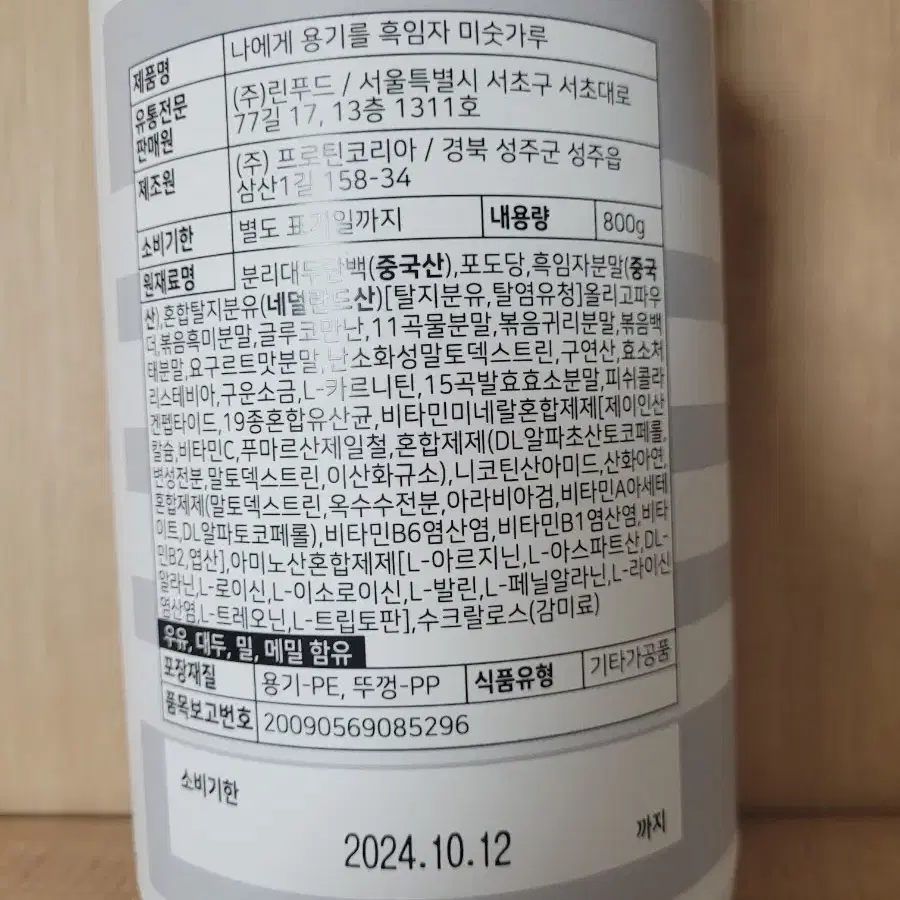 제품명 나에게 용기를 흑임자 미숫가루
유통전문 (주)린푸드 / 서울특별시 서초구 서초대로
판매원 77길 17, 13층 1311호
제조원 (주) 프로틴코리아 / 경북 성주군 성주읍
삼산1길 158-34
소비기한 별도 표기일까지 내용량 800g
원재료명 분리대두단백(중국산),포도당,흑임자분말(중국
산),혼합탈지분유(네덜란드산)[탈지분유,탈염유청]올리고파우
더,볶음흑미분말,글루코만난,11곡물분말,볶음귀리분말,볶음백
태분말,요구르트맛분말,난소화성말토덱스트린,구연산,효소처
리스테비아,구운소금,L-카르니틴,15곡발효효소분말,피쉬콜라
겐펩타이드,19종혼합유산균,비타민미네랄혼합제제[제이인산
칼슘,비타민C,푸마르산제일철,혼합제제(DL알파초산토코페롤,
변성전분,말토덱스트린,이산화규소),니코틴산아미드,산화아연,
혼합제제(말토덱스트린,옥수수전분,아라비아검,비타민A아세테
이트,DL알파토코페롤),비타민B6염산염,비타민B1염산염,비타
민B2,엽산],아미노산혼합제제[L-아르지닌,L-아스파트산,DL-
알라닌,L-로이신,L-이소로이신,L-발린,L-페닐알라닌,L-라이신
염산염,L-트레오닌,L-트립토판],수크랄로스(감미료)
우유, 대두, 밀, 메밀 함유
포장재질 용기-PE, 뚜껑-PP 식품유형 기타가공품
품목보고번호 20090569085296
소비기한
2024.10.12 까지